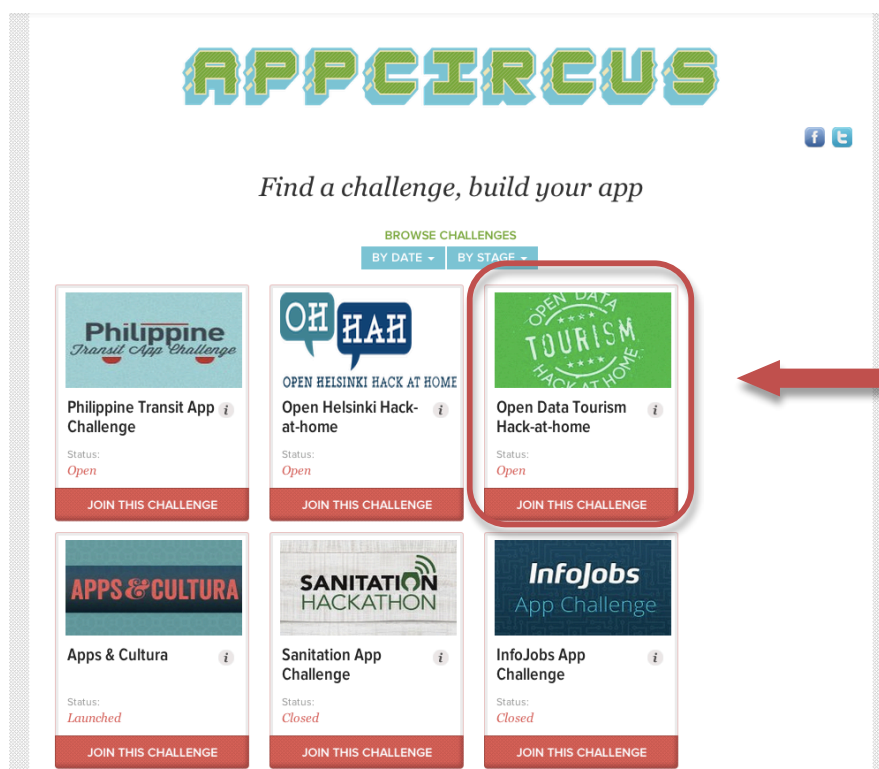 APPCIRCUS
f t
Find a challenge, build your app
BROWSE CHALLENGES
BY DATE BY STAGE
Philippine
Transit App Challenge
Philippine Transit App i
Challenge
Status:
Open
JOIN THIS CHALLENGE
OH
HAH
OPEN HELSINKI HACK AT HOME
Open Helsinki Hack- i
at-home
Status:
Open
JOIN THIS CHALLENGE
OPEN DATA
TOURISM
HACK AT HOME
Open Data Tourism i
Hack-at-home
Status:
Open
JOIN THIS CHALLENGE
APPS & CULTURA
Apps & Cultura i
Status:
Launched
JOIN THIS CHALLENGE
SANITATION
HACKATHON
Sanitation App i
Challenge
Status:
Closed
JOIN THIS CHALLENGE
InfoJobs
App Challenge
InfoJobs App i
Challenge
Status:
Closed
JOIN THIS CHALLENGE